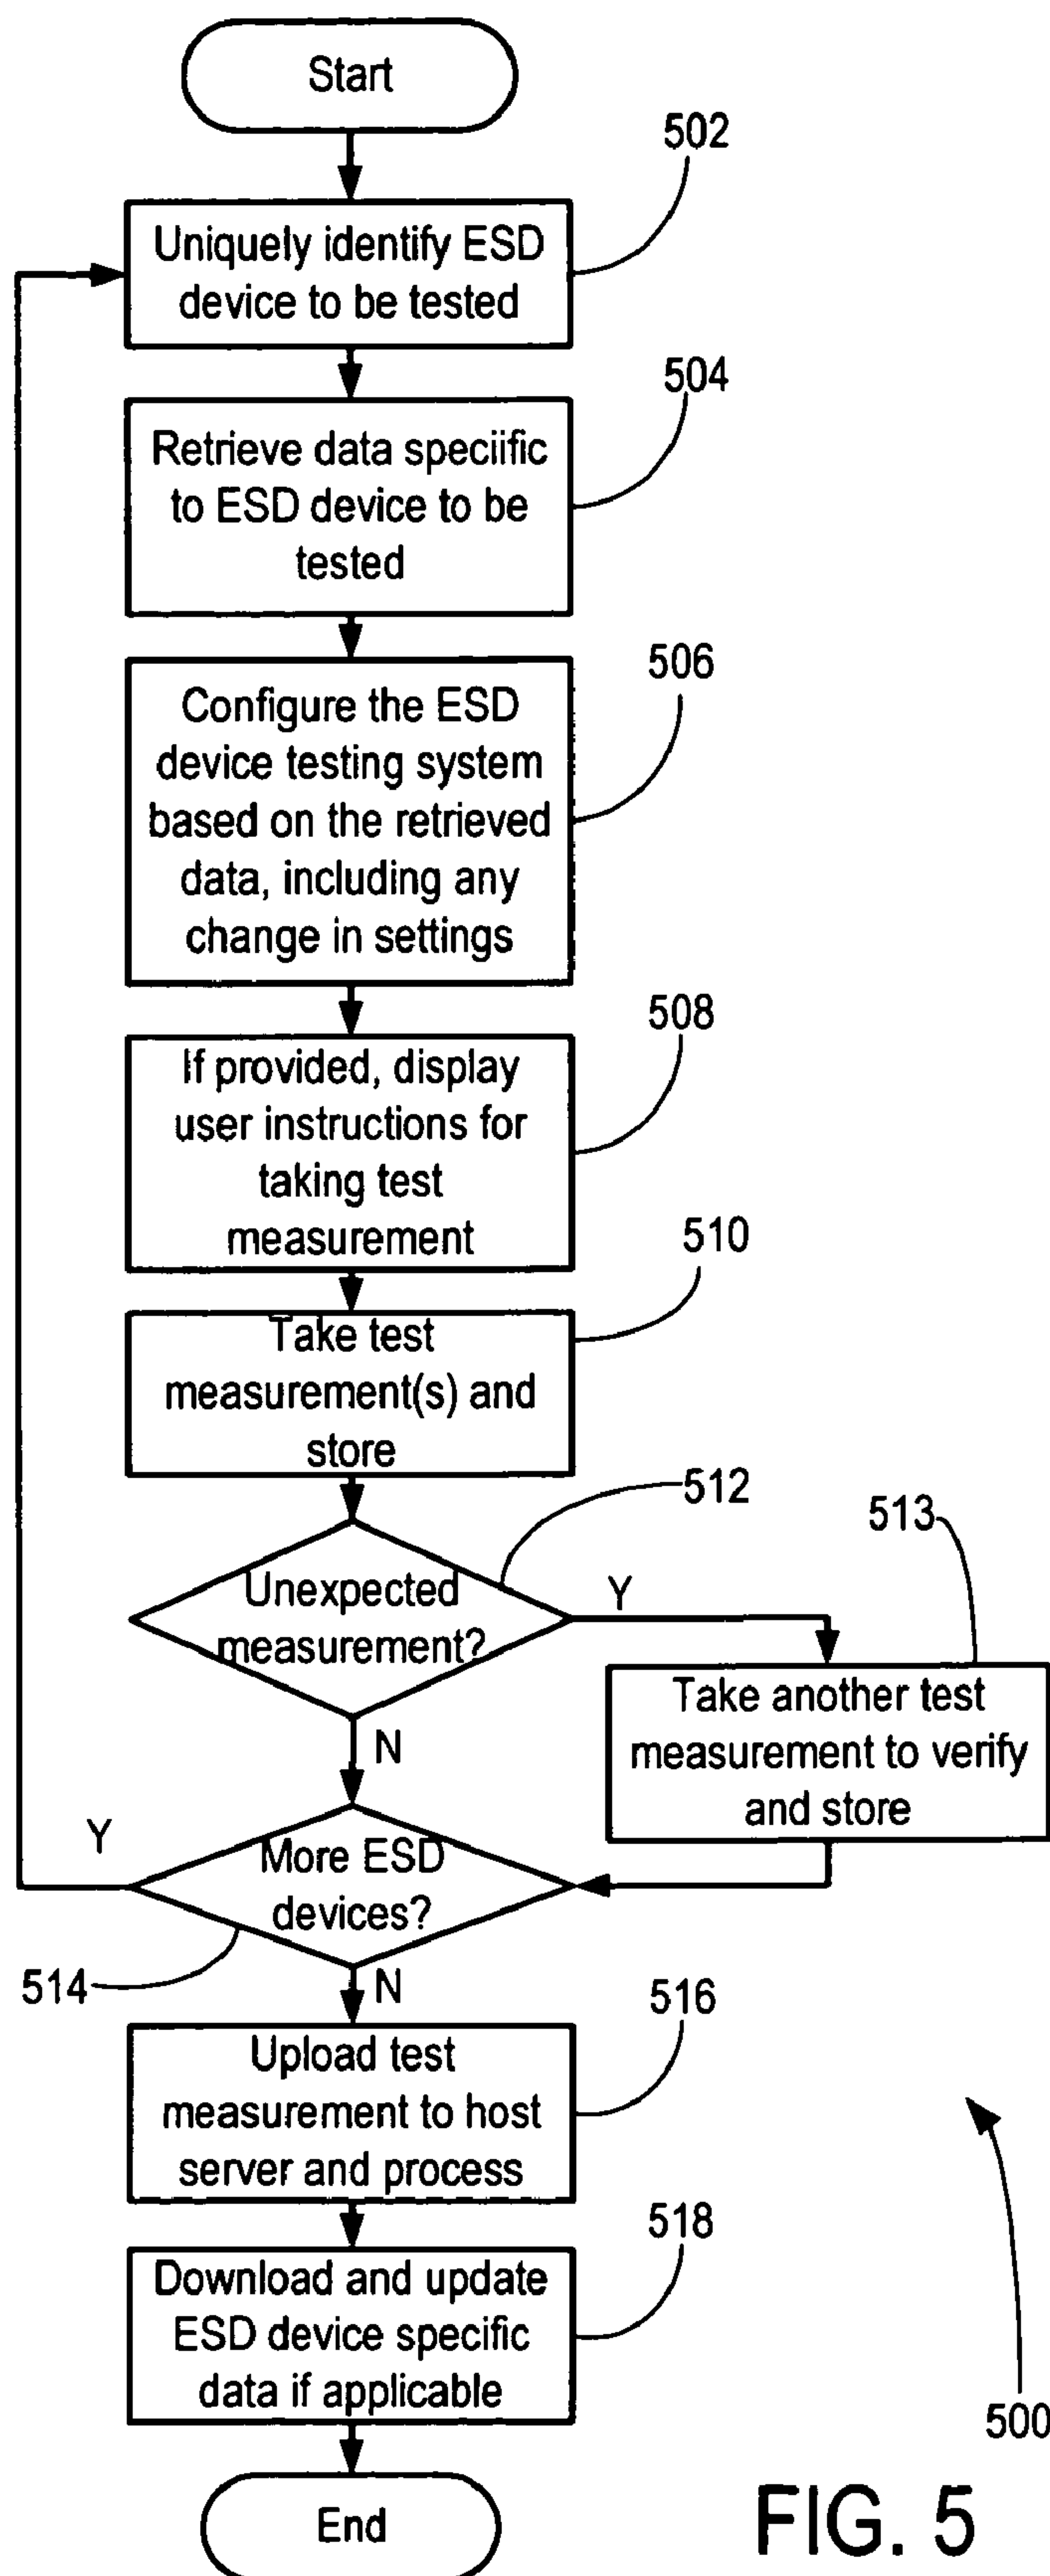 Start
502
Uniquely identify ESD
device to be tested
504
Retrieve data speciific
to ESD device to be
tested
506
Configure the ESD
device testing system
based on the retrieved
data, including any
change in settings
508
If provided, display
user instructions for
taking test
measurement
510
Take test
measurement(s) and
store
512
513
Unexpected
measurement?
Y
Take another test
measurement to verify
and store
N
Y
More ESD
devices?
514
N
516
Upload test
measurement to host
server and process
518
Download and update
ESD device specific
data if applicable
500
End
FIG. 5